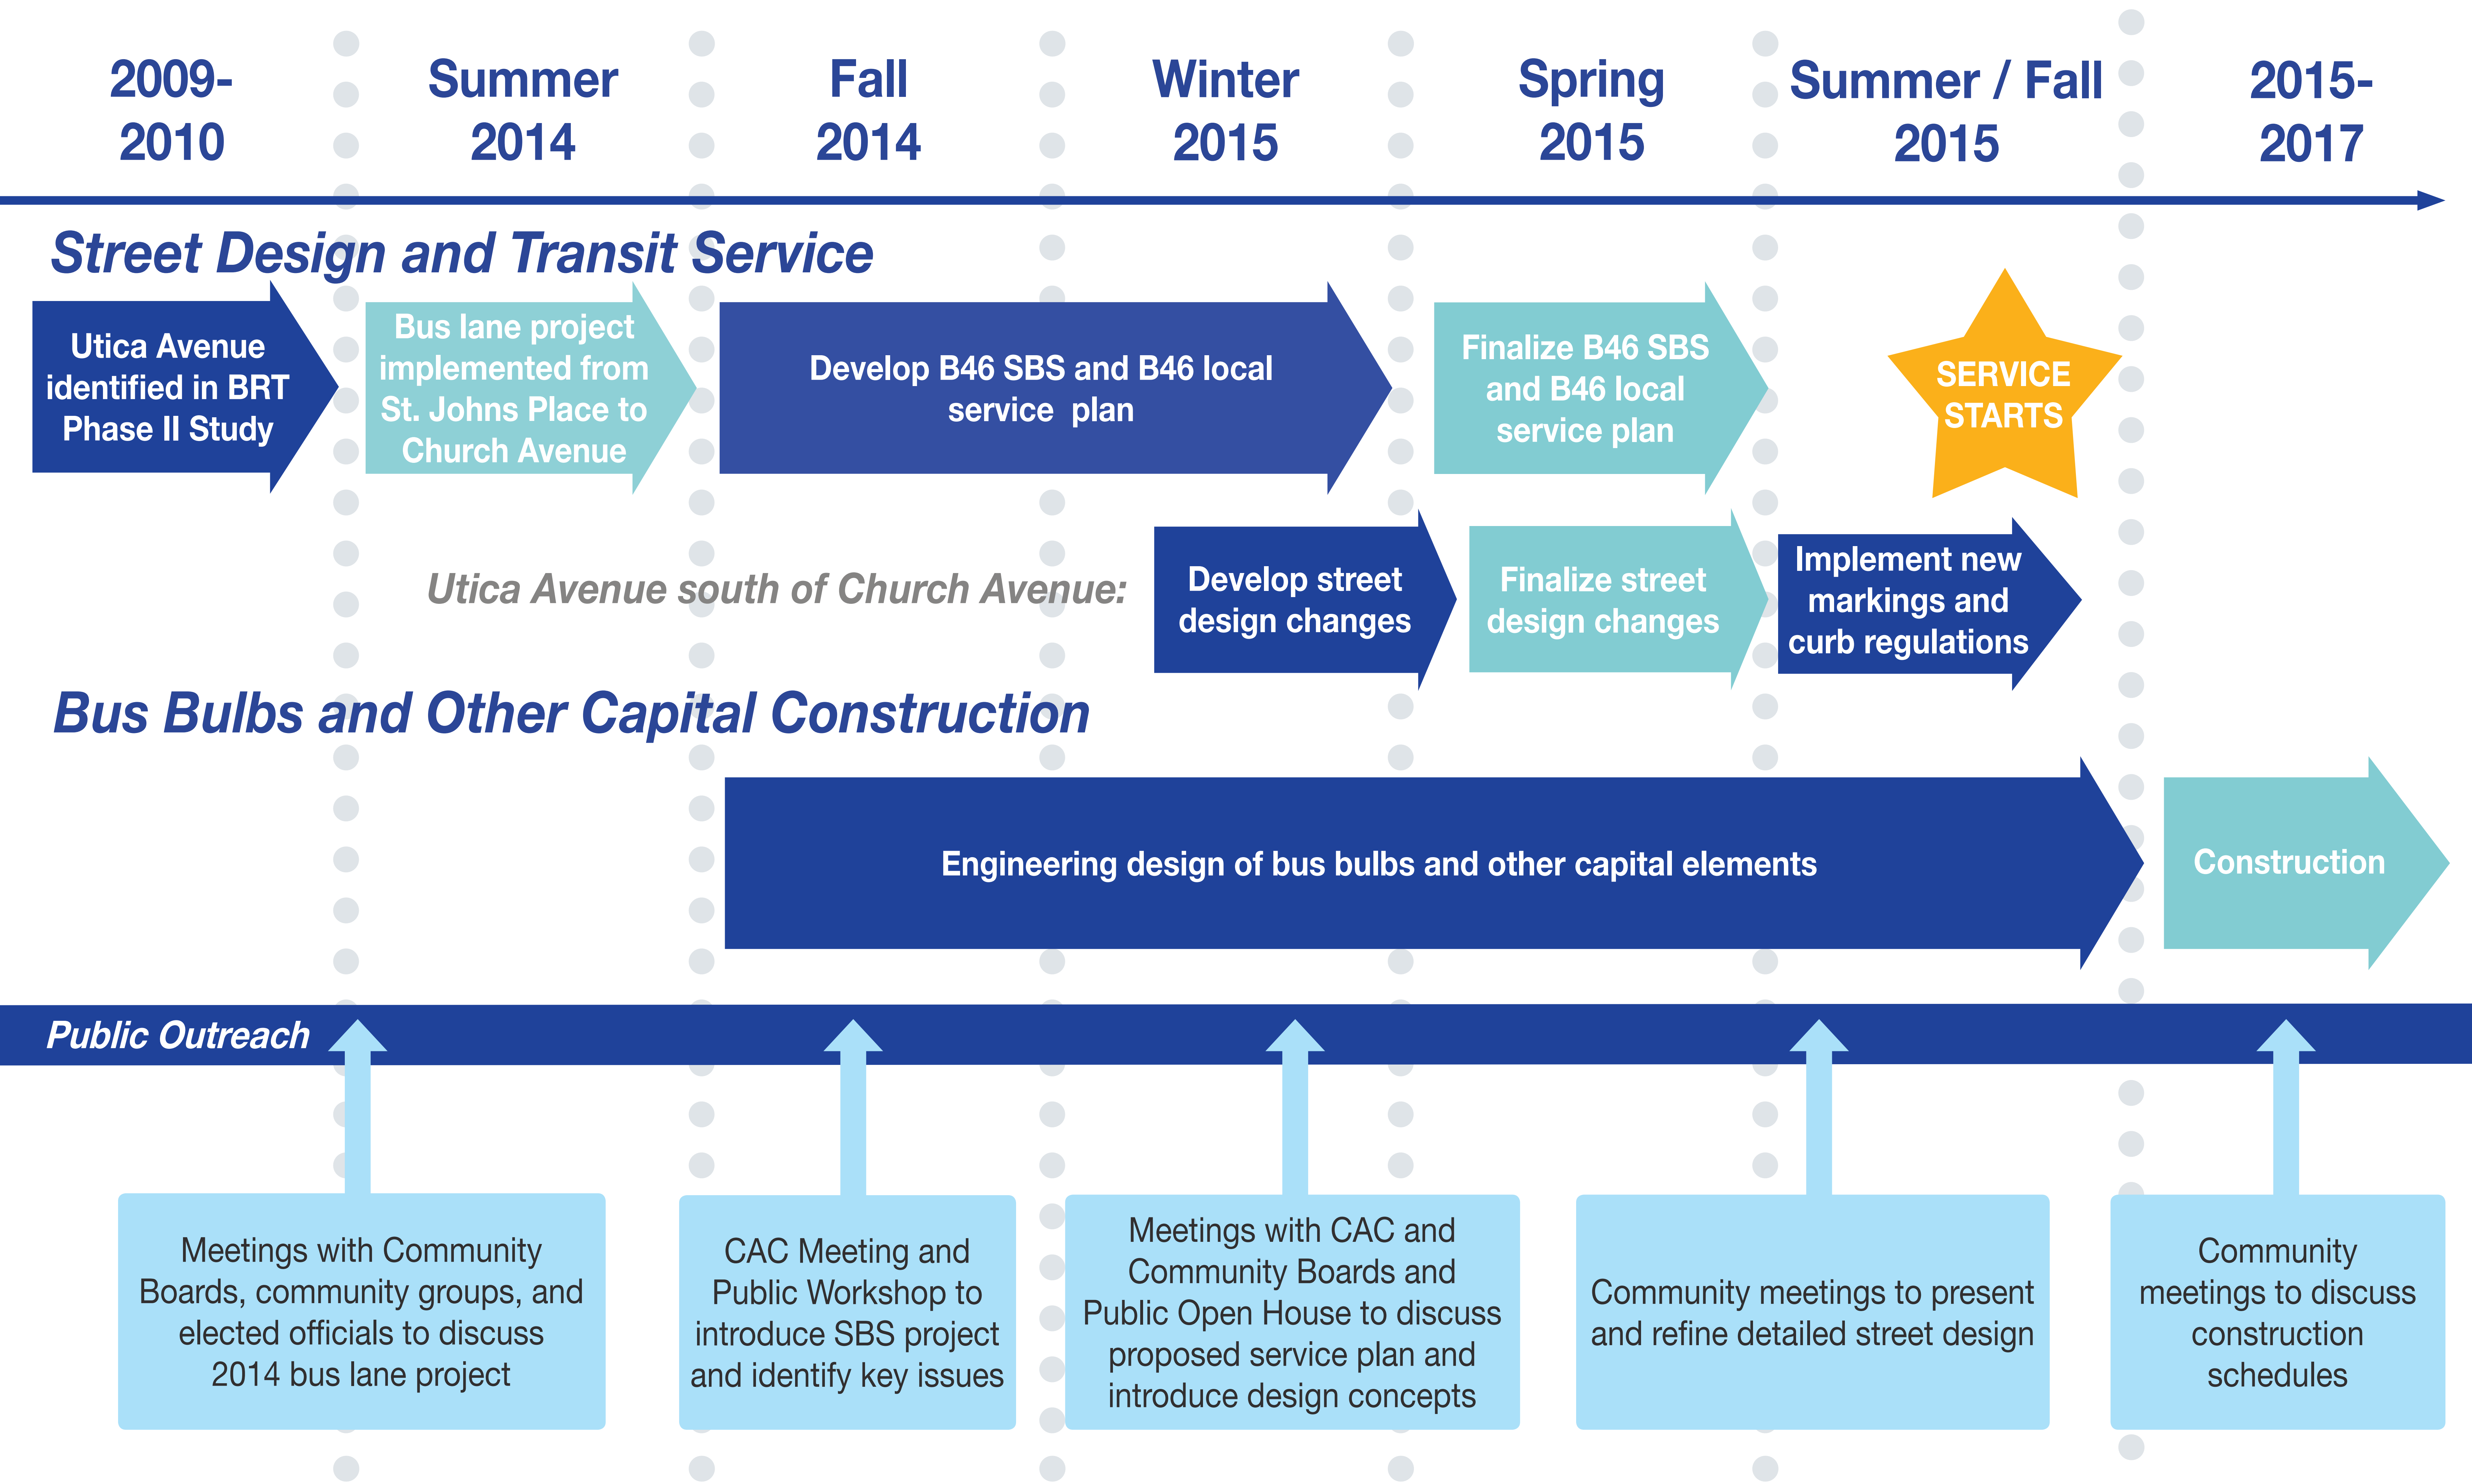 2009-
2010
Summer
2014
Fall
2014
Winter
2015
Spring
2015
Summer / Fall
2015
2015-
2017
Street Design and Transit Service
Utica Avenue
identified in BRT
Phase II Study
Bus lane project
implemented from
St. Johns Place to
Church Avenue
Develop B46 SBS and B46 local
service plan
Finalize B46 SBS
and B46 local
service plan
SERVICE
STARTS
Utica Avenue south of Church Avenue:
Develop street
design changes
Finalize street
design changes
Implement new
markings and
curb regulations
Bus Bulbs and Other Capital Construction
Engineering design of bus bulbs and other capital elements
Construction
Public Outreach
Meetings with Community
Boards, community groups, and
elected officials to discuss
2014 bus lane project
CAC Meeting and
Public Workshop to
introduce SBS project
and identify key issues
Meetings with CAC and
Community Boards and
Public Open House to discuss
proposed service plan and
introduce design concepts
Community meetings to present
and refine detailed street design
Community
meetings to discuss
construction
schedules